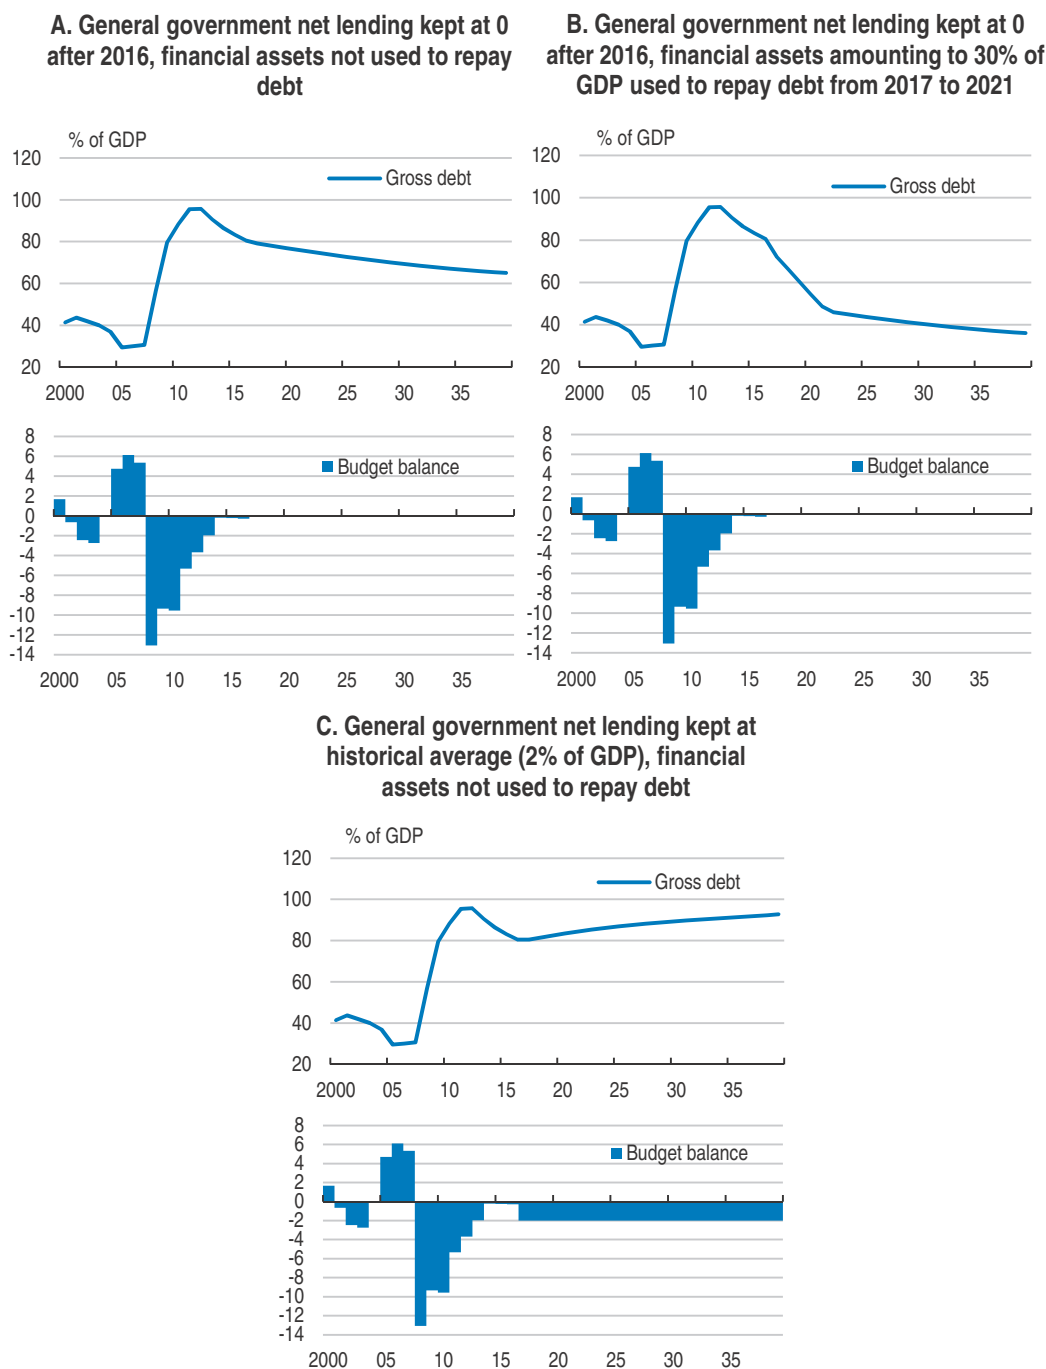 A. General government net lending kept at 0
after 2016, financial assets not used to repay
debt
% of GDP
120
100
80
60
40
20
Gross debt
2000 05 10 15 20 25 30 35
8
6
4
2
0
-2
-4
-6
-8
-10
-12
-14
Budget balance
2000 05 10 15 20 25 30 35
B. General government net lending kept at 0
after 2016, financial assets amounting to 30% of
GDP used to repay debt from 2017 to 2021
% of GDP
120
100
80
60
40
20
Gross debt
2000 05 10 15 20 25 30 35
8
6
4
2
0
-2
-4
-6
-8
-10
-12
-14
Budget balance
2000 05 10 15 20 25 30 35
C. General government net lending kept at
historical average (2% of GDP), financial
assets not used to repay debt
% of GDP
120
100
80
60
40
20
Gross debt
2000 05 10 15 20 25 30 35
8
6
4
2
0
-2
-4
-6
-8
-10
-12
-14
Budget balance
2000 05 10 15 20 25 30 35